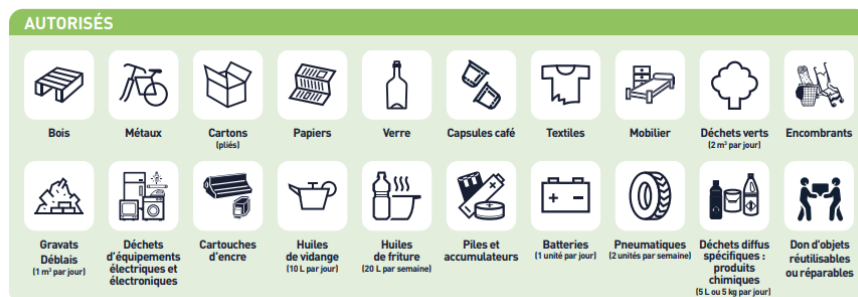 AUTORISÉS
Bois
Métaux
Cartons
(pliés)
Papiers
Verre
Capsules café
Textiles
Mobilier
Déchets verts
(2 m³ par jour)
Encombrants
Gravats
Déblais
(1 m³ par jour)
Déchets
d'équipements
électriques et
électroniques
Cartouches
d'encre
Huiles
de vidange
(10 L par jour)
Huiles
de friture
(20 L par semaine)
Piles et
accumulateurs
Batteries
(1 unité par jour)
Pneumatiques
(2 unités par semaine)
Déchets diffus
spécifiques :
produits
chimiques
(5 L ou 5 kg par jour)
Don d'objets
réutilisables
ou réparables